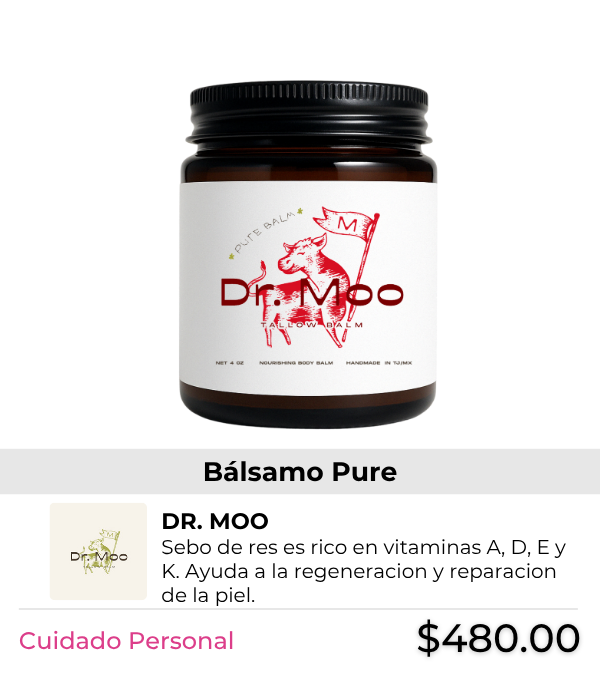 PURE BALM
M
Dr. Moo
TALLOW BALM
NET 4 OZ NOURISHING BODY BALM HANDMADE IN TIJ.MX
Bálsamo Pure
DR. MOO
Sebo de res es rico en vitaminas A, D, E y
K. Ayuda a la regeneracion y reparacion
de la piel.
Dr. Moo
Cuidado Personal
$480.00